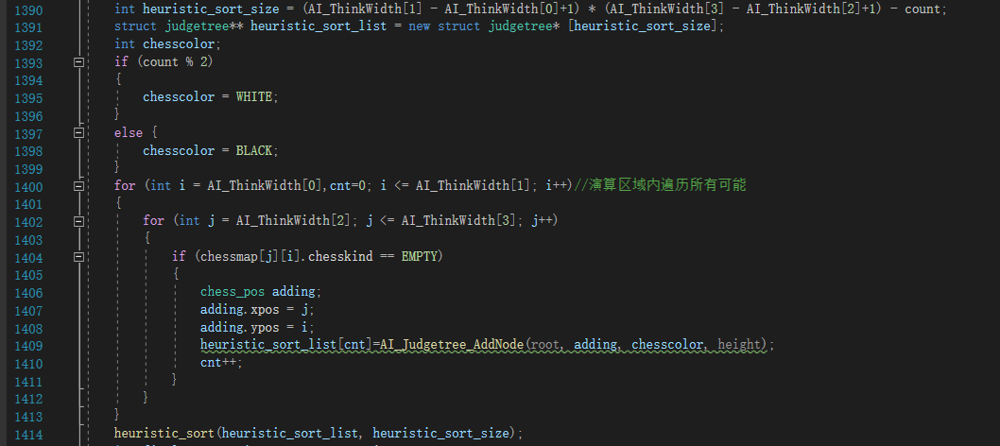 1390 int heuristic_sort_size = (AI_ThinkWidth[1] - AI_ThinkWidth[0]+1) * (AI_ThinkWidth[3] - AI_ThinkWidth[2]+1) - count;
1391 struct judgetree** heuristic_sort_list = new struct judgetree* [heuristic_sort_size];
1392 int chesscolor;
1393 if (count % 2)
1394 {
1395 chesscolor = WHITE;
1396 }
1397 else {
1398 chesscolor = BLACK;
1399 }
1400 for (int i = AI_ThinkWidth[0],cnt=0; i <= AI_ThinkWidth[1]; i++)//演算区域内遍历所有可能
1401 {
1402 for (int j = AI_ThinkWidth[2]; j <= AI_ThinkWidth[3]; j++)
1403 {
1404 if (chessmap[j][i].chesskind == EMPTY)
1405 {
1406 chess_pos adding;
1407 adding.xpos = j;
1408 adding.ypos = i;
1409 heuristic_sort_list[cnt]=AI_Judgetree_AddNode(root, adding, chesscolor, height);
1410 cnt++;
1411 }
1412 }
1413 }
1414 heuristic_sort(heuristic_sort_list, heuristic_sort_size);